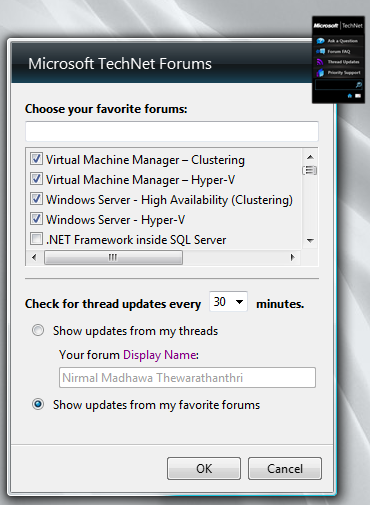 Microsoft | TechNet
Ask a Question
Forum FAQ
Thread Updates
Priority Support
Microsoft TechNet Forums
Choose your favorite forums:
Virtual Machine Manager – Clustering
Virtual Machine Manager – Hyper-V
Windows Server - High Availability (Clustering)
Windows Server - Hyper-V
.NET Framework inside SQL Server
Check for thread updates every 30 minutes.
Show updates from my threads
Your forum Display Name:
Nirmal Madhawa Thewarathanthri
Show updates from my favorite forums
OK Cancel